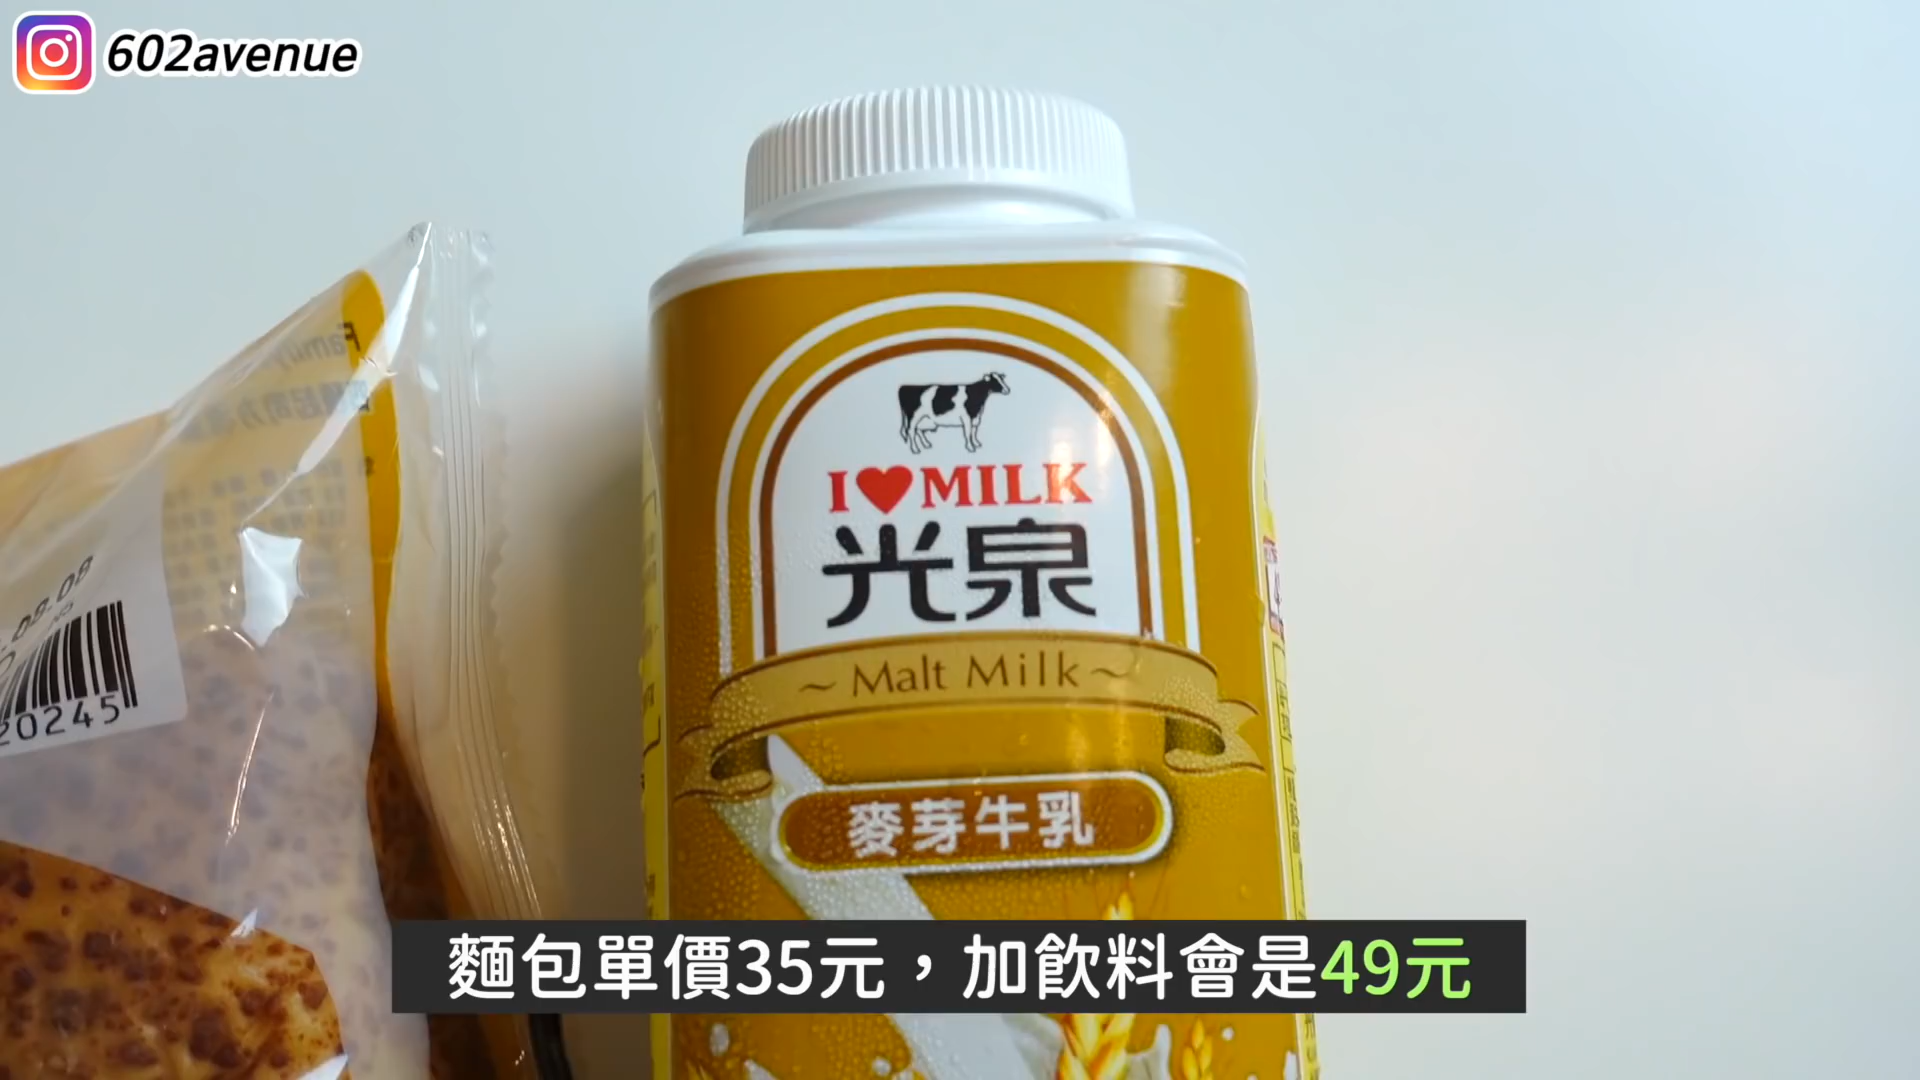 602avenue
Family
I MILK
光泉
~ Malt Milk ~
麥芽牛乳
20245
麵包單價35元，加飲料會是49元